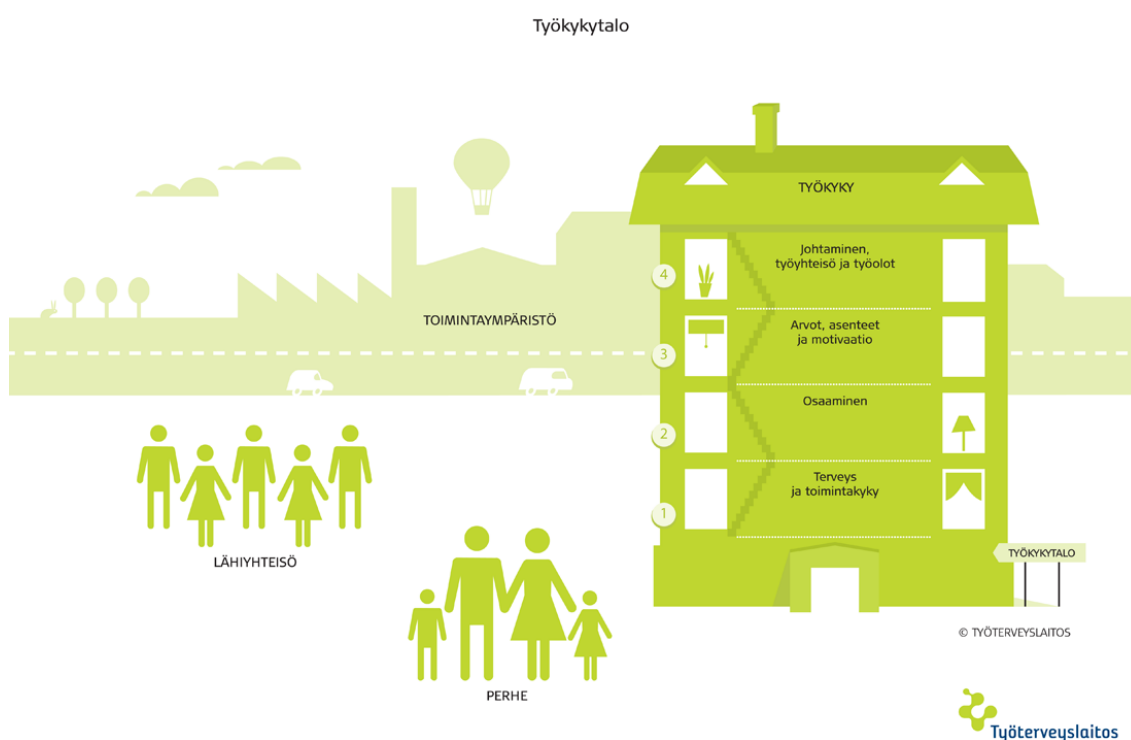 Työkykytalo
TYÖKYKY
4
Johtaminen,
työyhteisö ja työolot
TOIMINTAYMPÄRISTÖ
3
Arvot, asenteet
ja motivaatio
2
Osaaminen
1
Terveys
ja toimintakyky
LÄHIYHTEISÖ
TYÖKYKYTALO
PERHE
© TYÖTERVEYSLAITOS
Työterveyslaitos